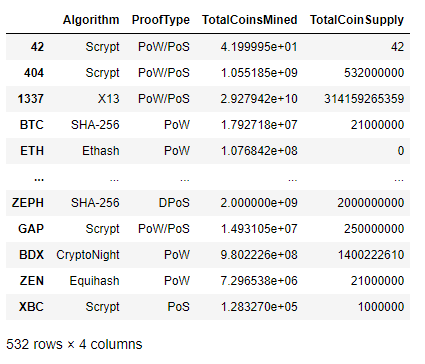 Algorithm ProofType TotalCoinsMined TotalCoinSupply
42 Scrypt PoW/PoS 4.199995e+01 42
404 Scrypt PoW/PoS 1.055185e+09 532000000
1337 X13 PoW/PoS 2.927942e+10 314159265359
BTC SHA-256 PoW 1.792718e+07 21000000
ETH Ethash PoW 1.076842e+08 0
... ... ... ... ...
ZEPH SHA-256 DPoS 2.000000e+09 2000000000
GAP Scrypt PoW/PoS 1.493107e+07 250000000
BDX CryptoNight PoW 9.802226e+08 1400222610
ZEN Equihash PoW 7.296538e+06 21000000
XBC Scrypt PoS 1.283270e+05 1000000
532 rows × 4 columns